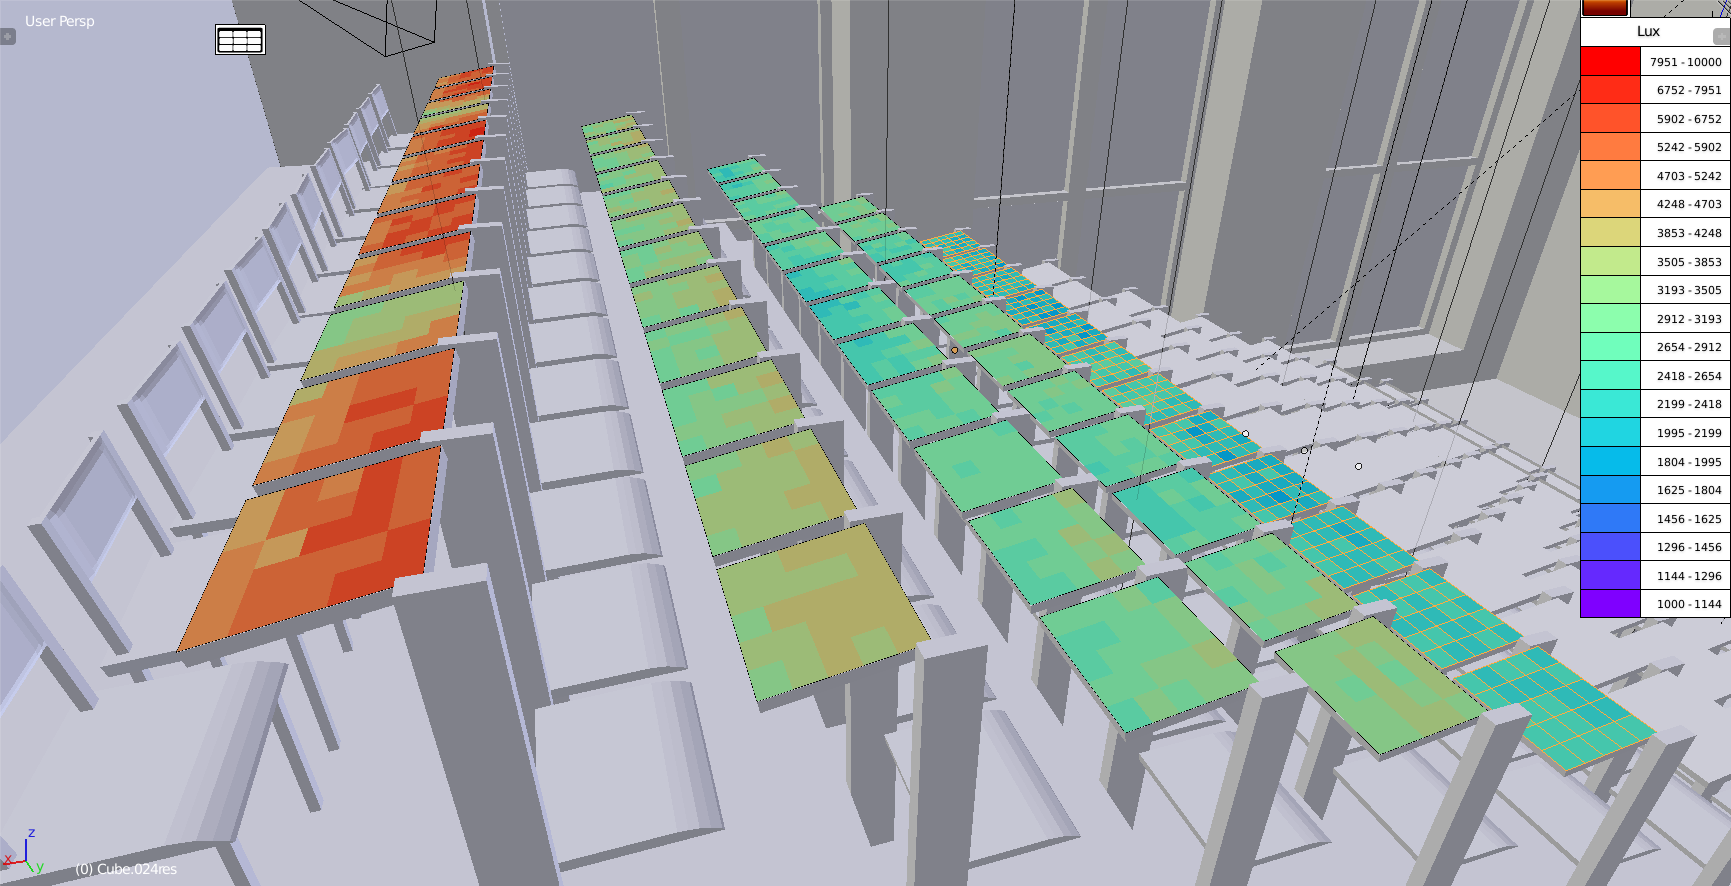 User Persp
Lux
7951 - 10000
6752 - 7951
5902 - 6752
5242 - 5902
4703 - 5242
4248 - 4703
3853 - 4248
3505 - 3853
3193 - 3505
2912 - 3193
2654 - 2912
2418 - 2654
2199 - 2418
1995 - 2199
1804 - 1995
1625 - 1804
1456 - 1625
1296 - 1456
1144 - 1296
1000 - 1144
z
x
y
(0) Cube:024res